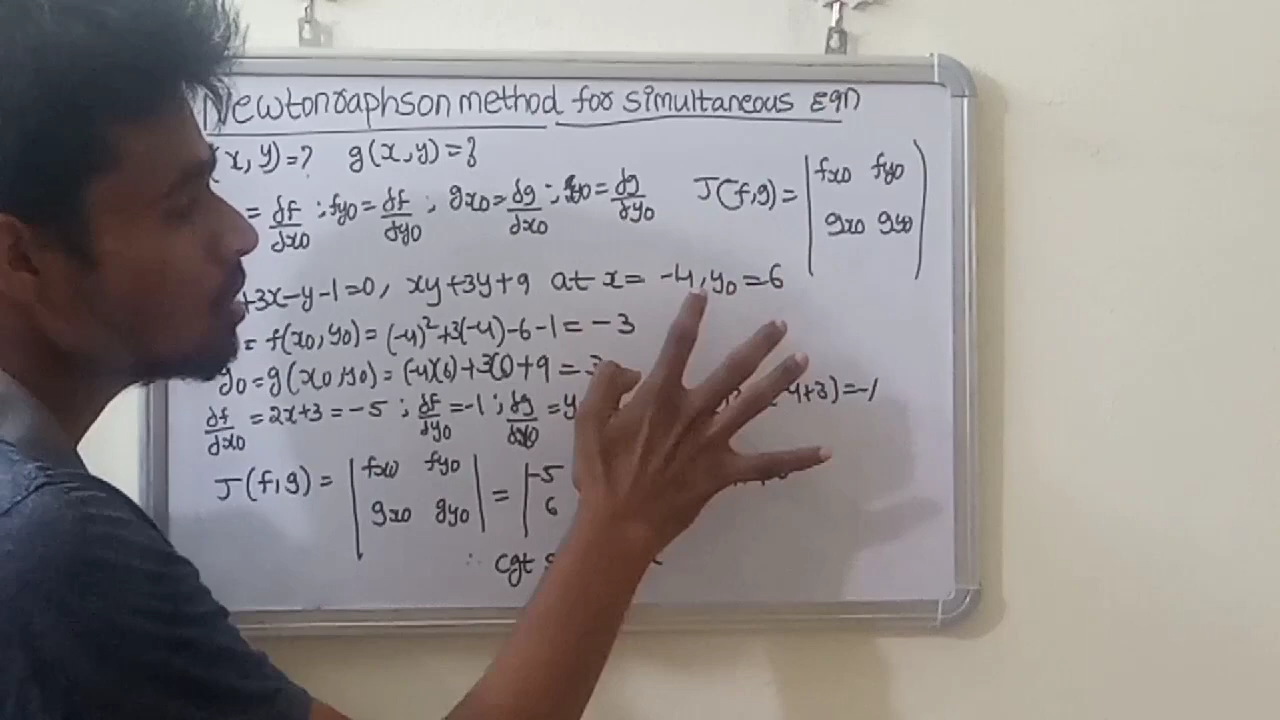 Newtonraphson method for simultaneous Eqn
(x, y)=? g(x,y)=?
= ∂f/∂x0 ; fy0 = ∂f/∂y0 ; gx0 = ∂g/∂x0 ; gy0 = ∂g/∂y0 J(f,g) = | fx0 fy0
gx0 gy0 |
+3x-y-1=0, xy+3y+9 at x= -4, y0 =6
= f(x0,y0) = (-4)²+3(-4)-6-1 = -3
g0 = g(x0,y0) = (-4)(6)+3(6)+9 = 3
∂f/∂x0 = 2x+3 = -5 ; ∂f/∂y0 = -1 ; ∂g/∂x0 = y 4+3) = -1
J(f,g) = | fx0 fy0 | = | -5
gx0 gy0 6
∴ cgt